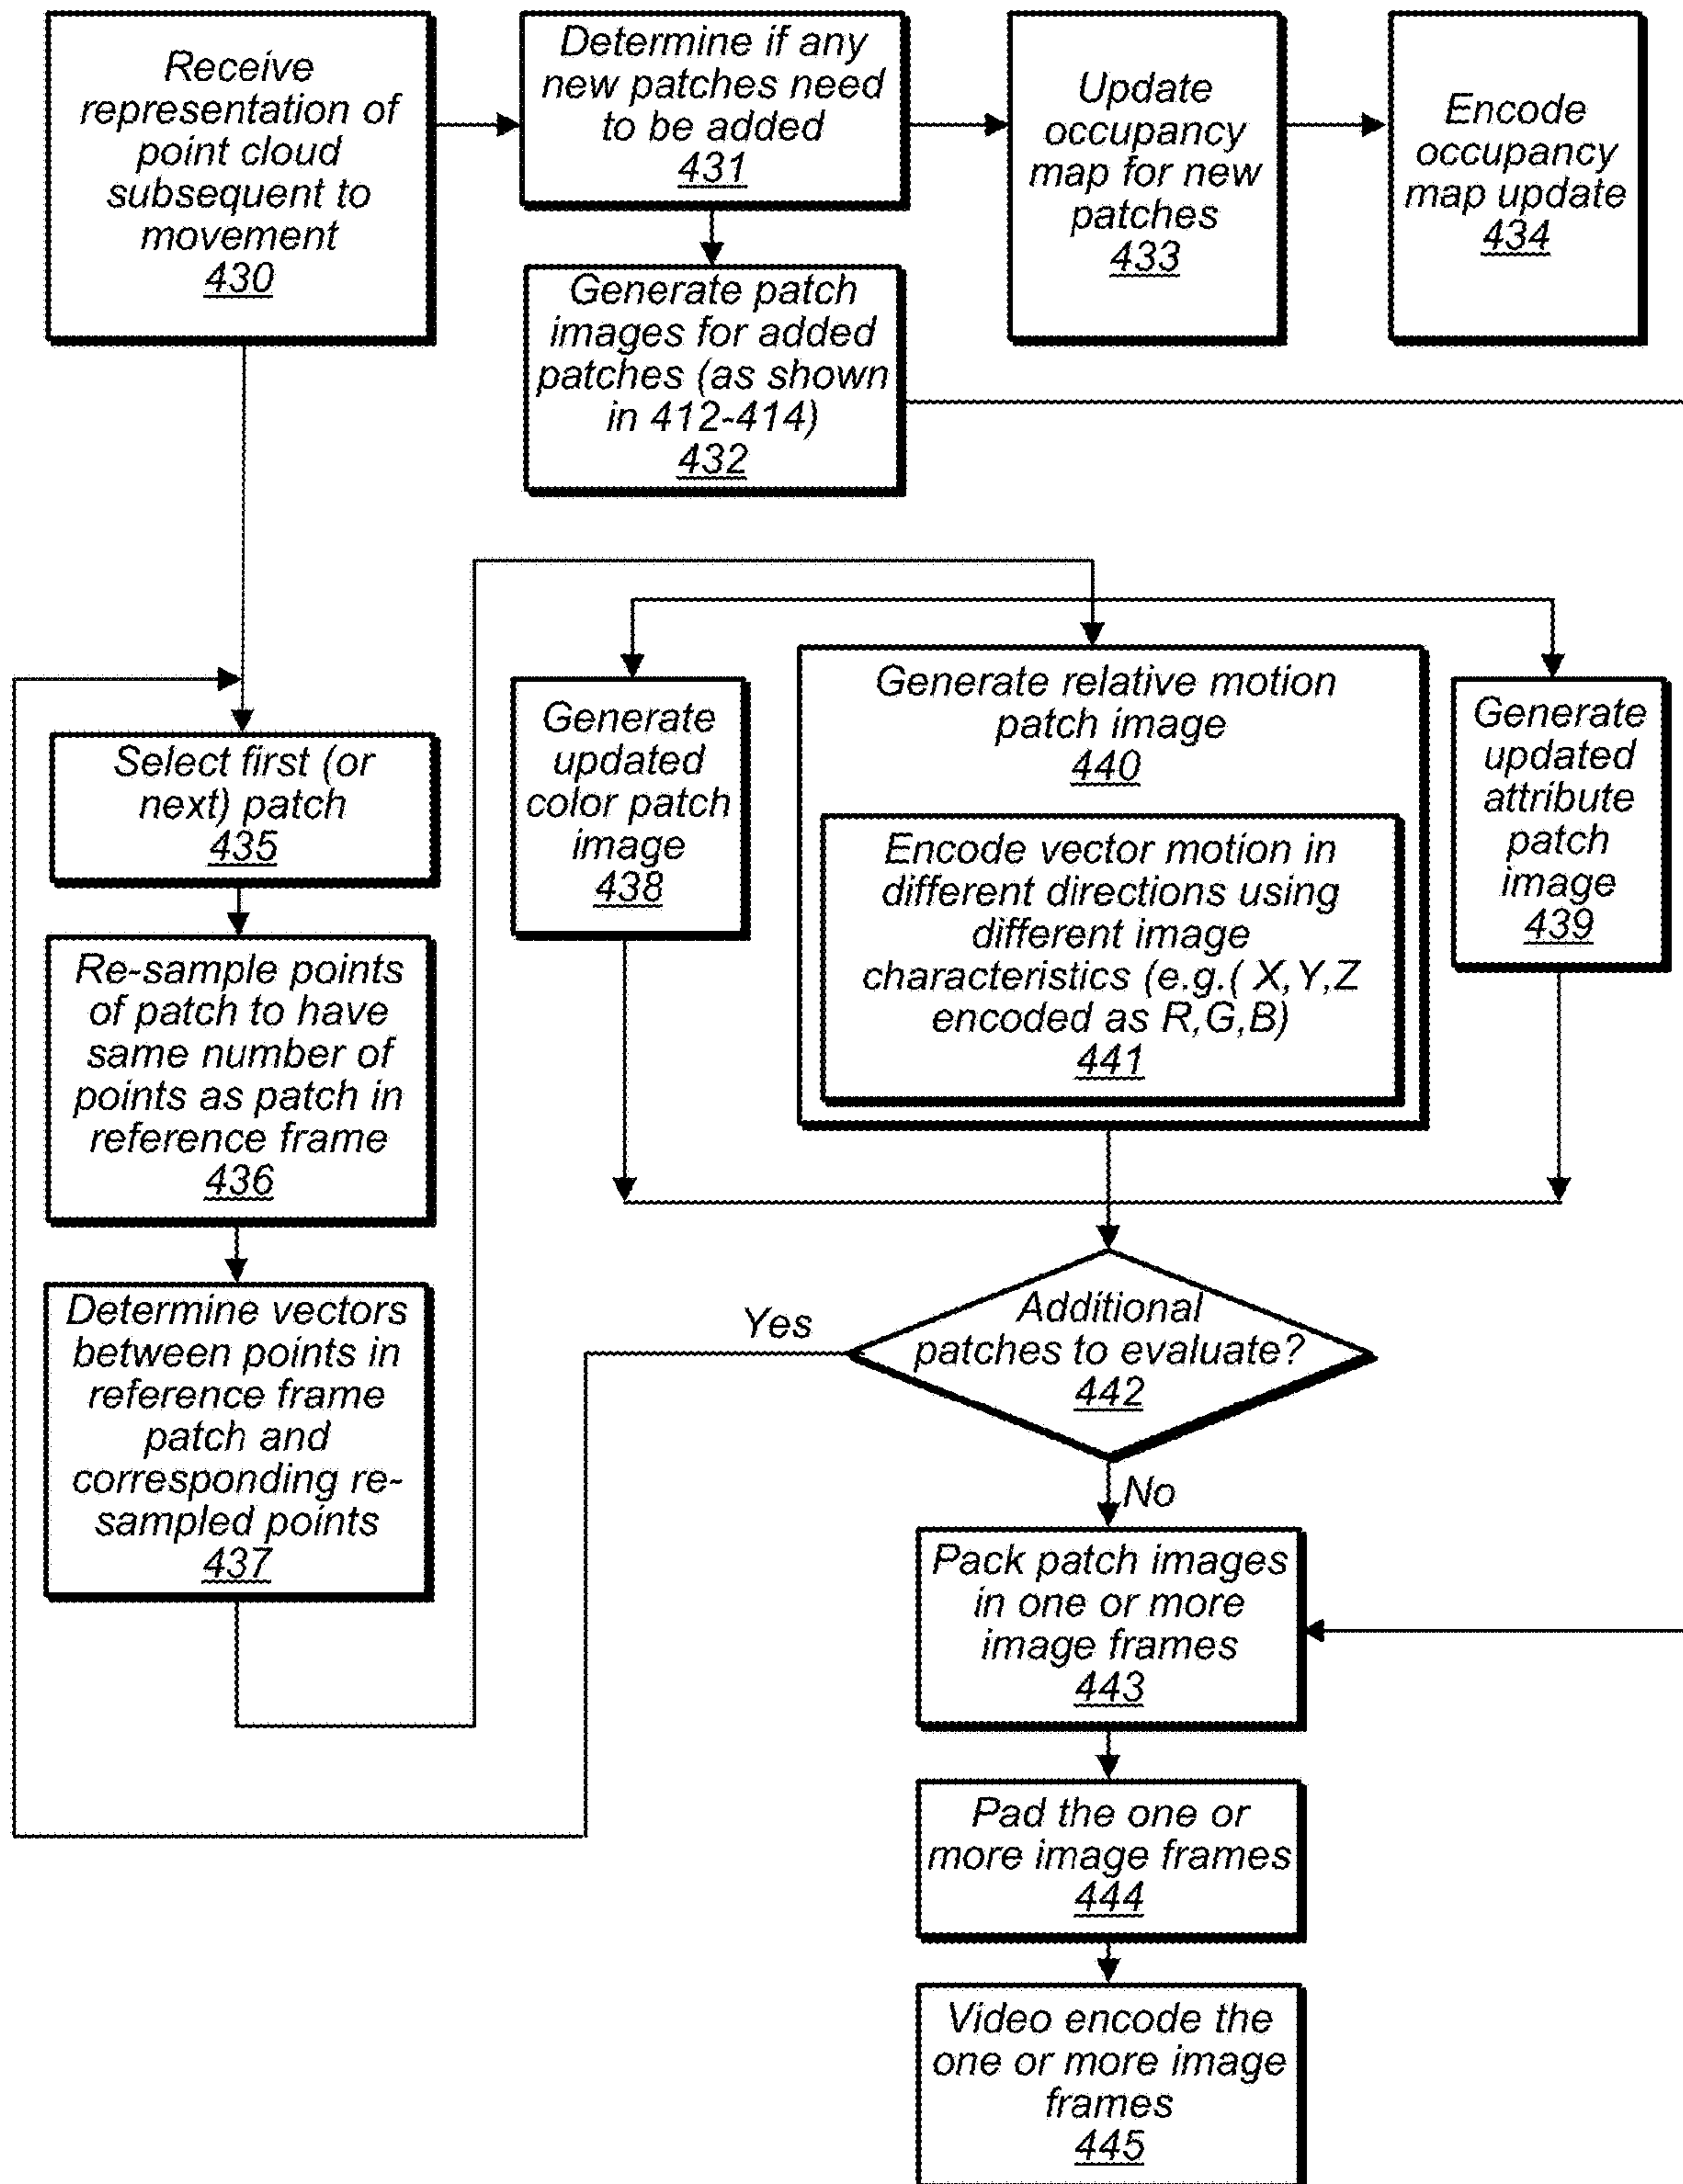 Receive
representation of
point cloud
subsequent to
movement
430
Determine if any
new patches need
to be added
431
Update
occupancy
map for new
patches
433
Encode
occupancy
map update
434
Generate patch
images for added
patches (as shown
in 412-414)
432
Select first (or
next) patch
435
Re-sample points
of patch to have
same number of
points as patch in
reference frame
436
Determine vectors
between points in
reference frame
patch and
corresponding re-
sampled points
437
Generate
updated
color patch
image
438
Generate relative motion
patch image
440
Encode vector motion in
different directions using
different image
characteristics (e.g.( X,Y,Z
encoded as R,G,B)
441
Generate
updated
attribute
patch
image
439
Additional
patches to evaluate?
442
Yes
No
Pack patch images
in one or more
image frames
443
Pad the one or
more image frames
444
Video encode the
one or more image
frames
445